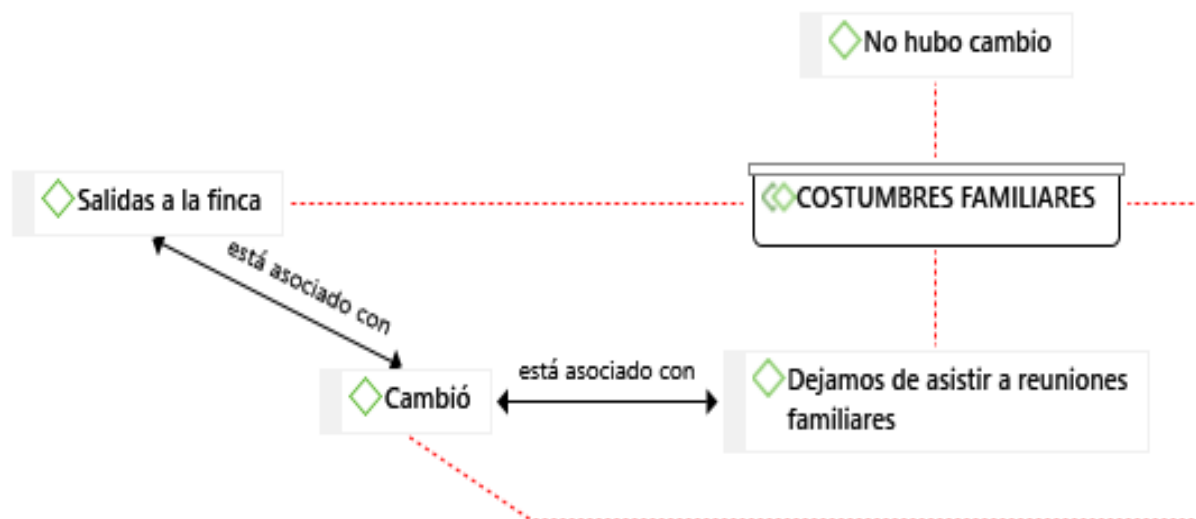 No hubo cambio
Salidas a la finca
COSTUMBRES FAMILIARES
está asociado con
está asociado con
Cambió
Dejamos de asistir a reuniones
familiares